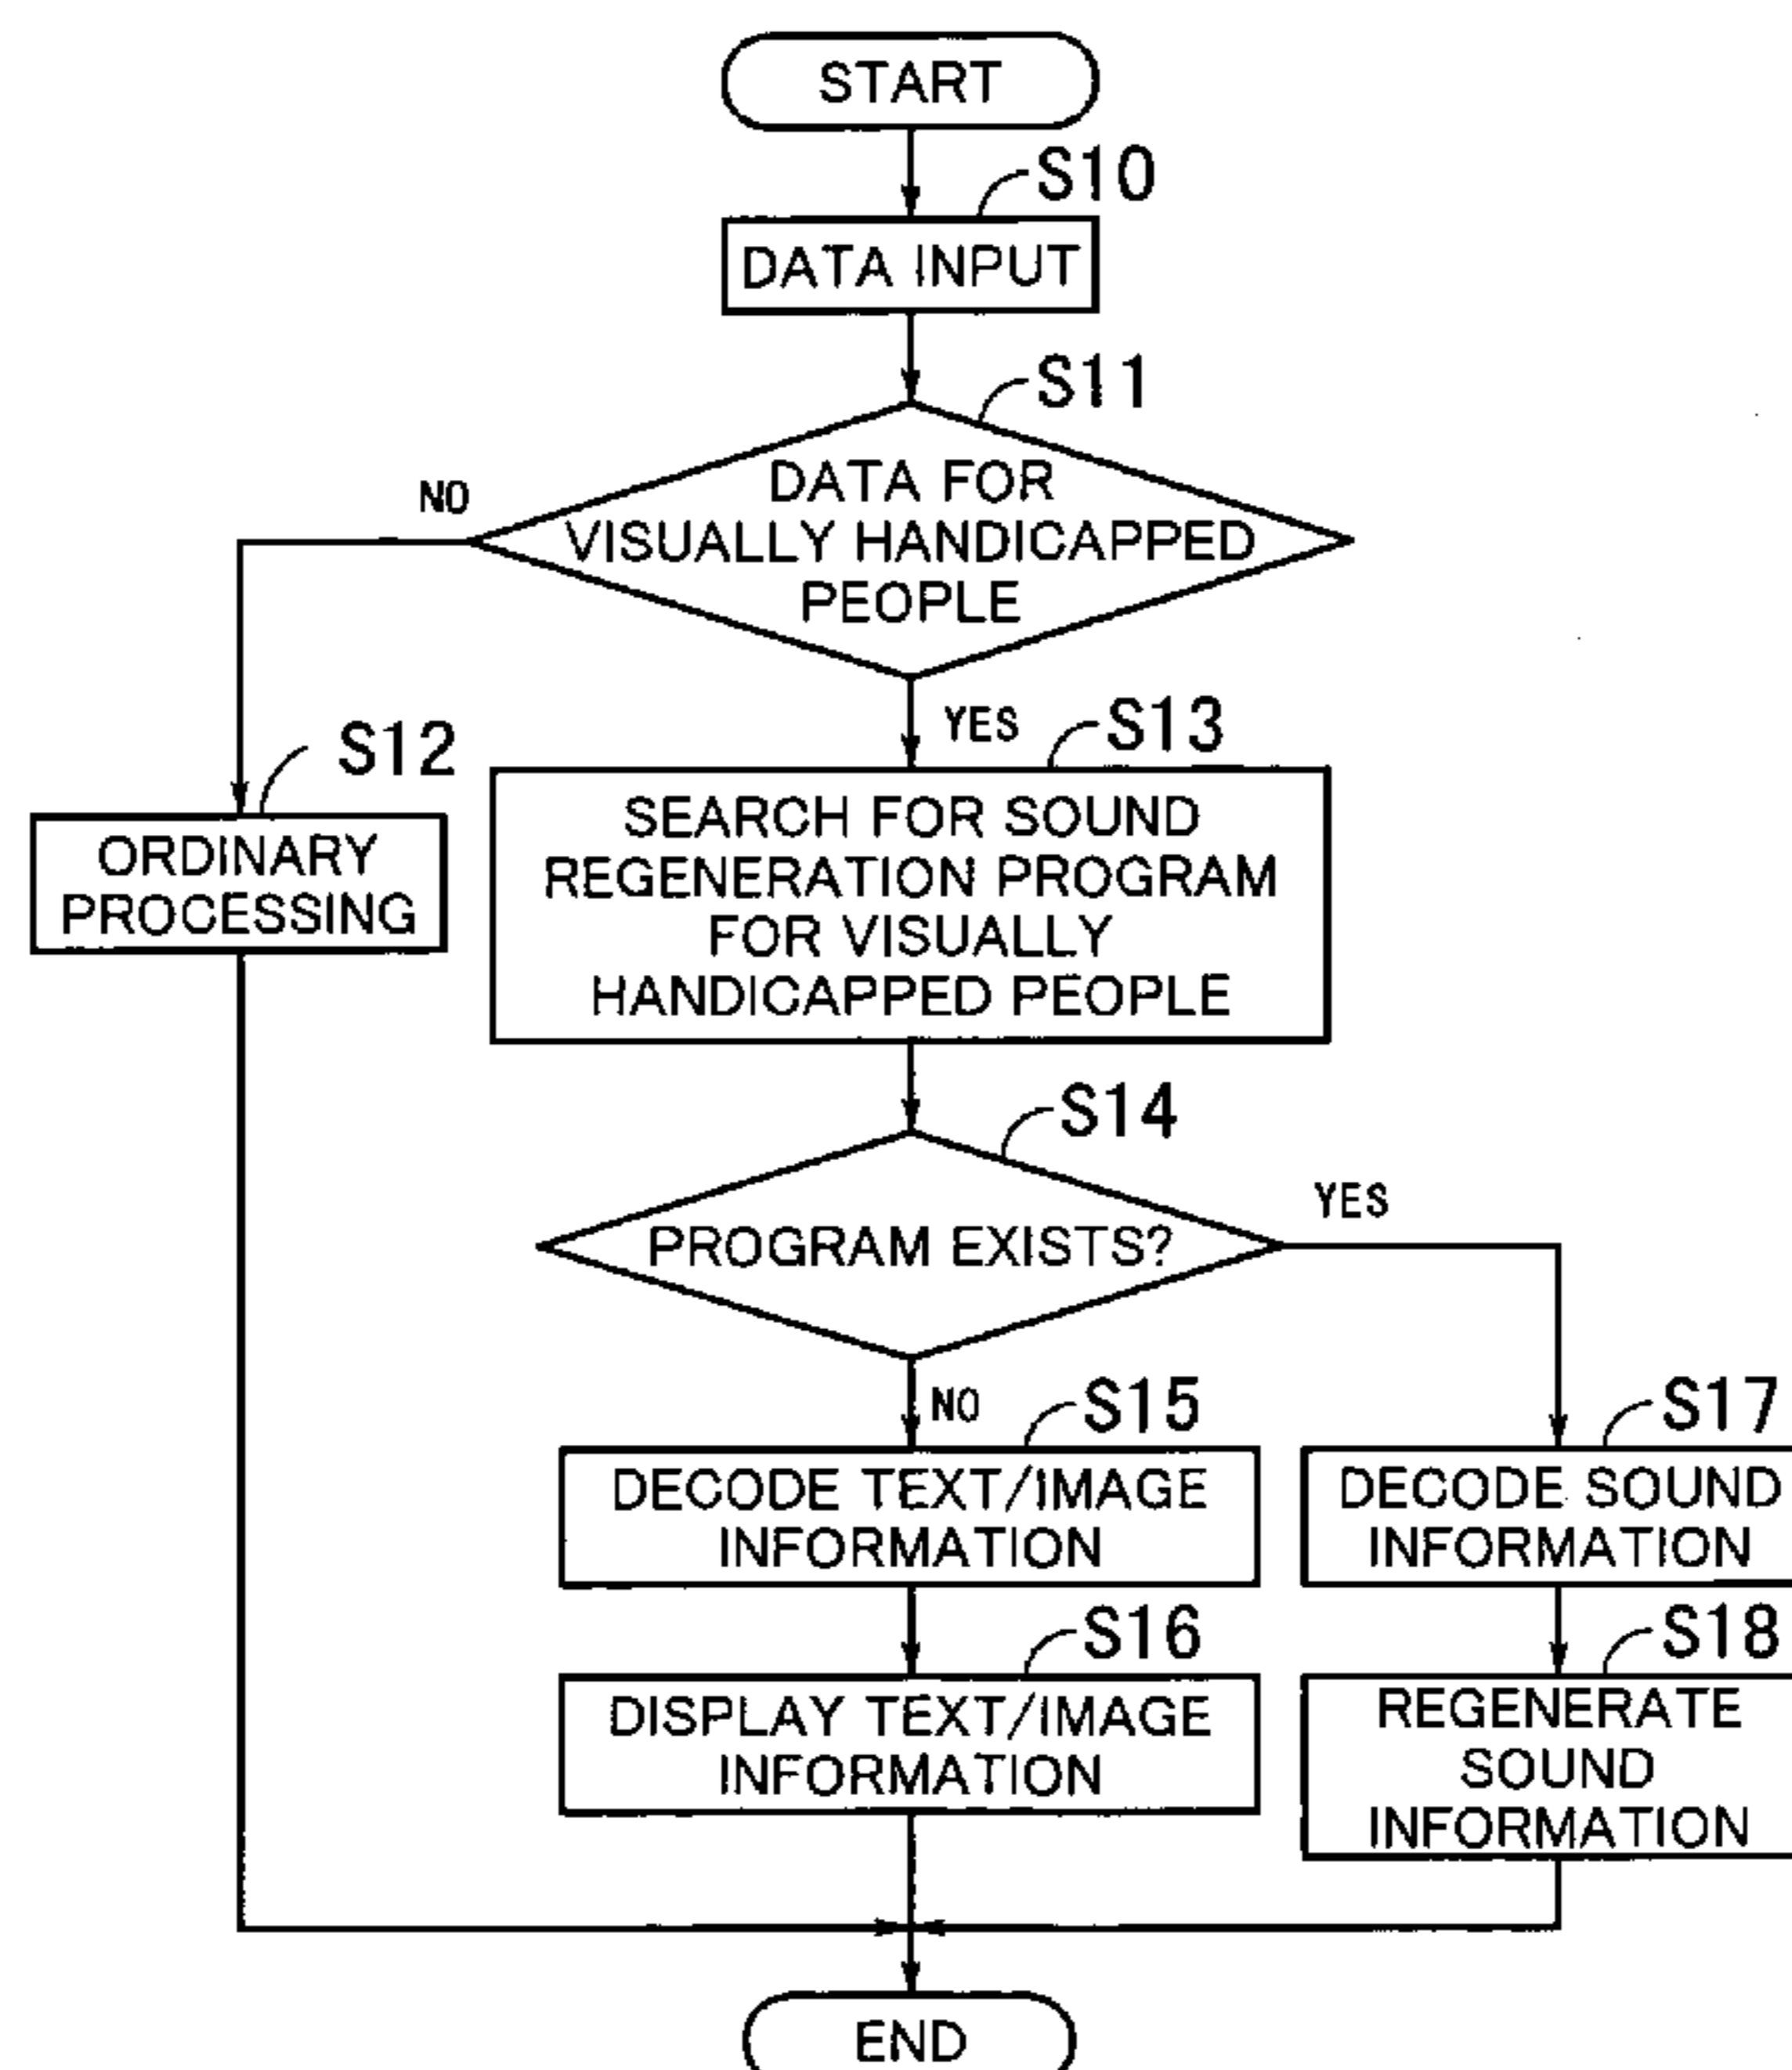 START
S10
DATA INPUT
S11
DATA FOR
VISUALLY HANDICAPPED
PEOPLE
NO
YES
S12
ORDINARY
PROCESSING
S13
SEARCH FOR SOUND
REGENERATION PROGRAM
FOR VISUALLY
HANDICAPPED PEOPLE
S14
PROGRAM EXISTS?
YES
NO
S15
DECODE TEXT/IMAGE
INFORMATION
S17
DECODE SOUND
INFORMATION
S16
DISPLAY TEXT/IMAGE
INFORMATION
S18
REGENERATE
SOUND
INFORMATION
END